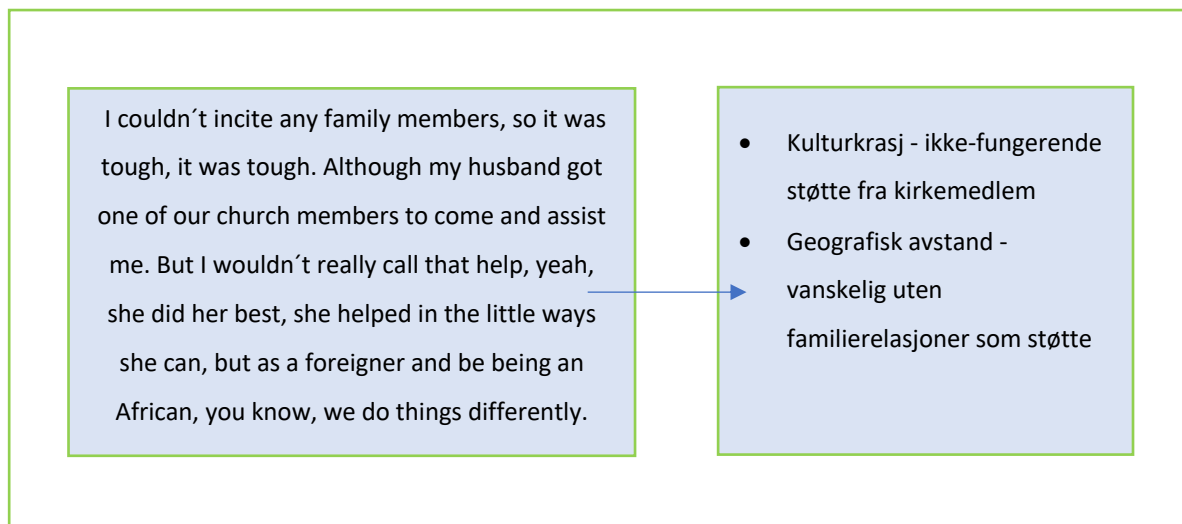 I couldn´t incite any family members, so it was
tough, it was tough. Although my husband got
one of our church members to come and assist
me. But I wouldn´t really call that help, yeah,
she did her best, she helped in the little ways
she can, but as a foreigner and be being an
African, you know, we do things differently.
• Kulturkrasj - ikke-fungerende
støtte fra kirkemedlem
• Geografisk avstand -
vanskelig uten
familierelasjoner som støtte